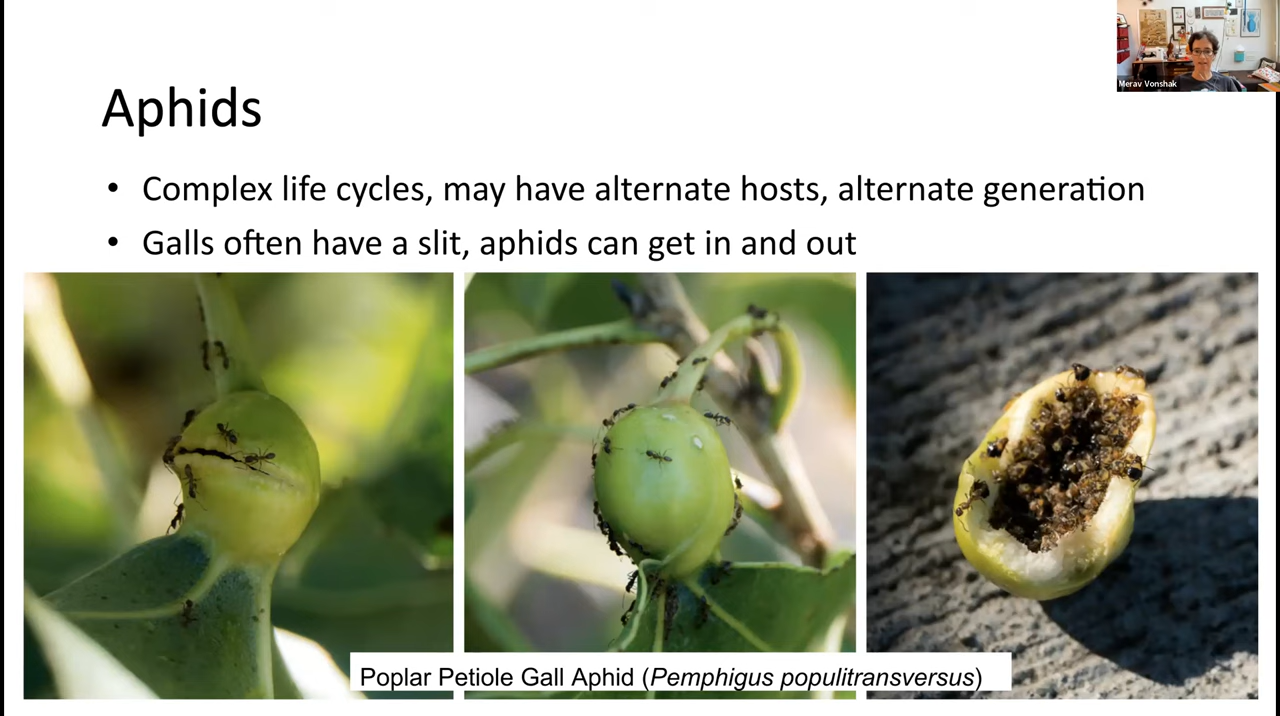 Merav Vonshak
Aphids
• Complex life cycles, may have alternate hosts, alternate generation
• Galls often have a slit, aphids can get in and out
Poplar Petiole Gall Aphid (Pemphigus populitransversus)